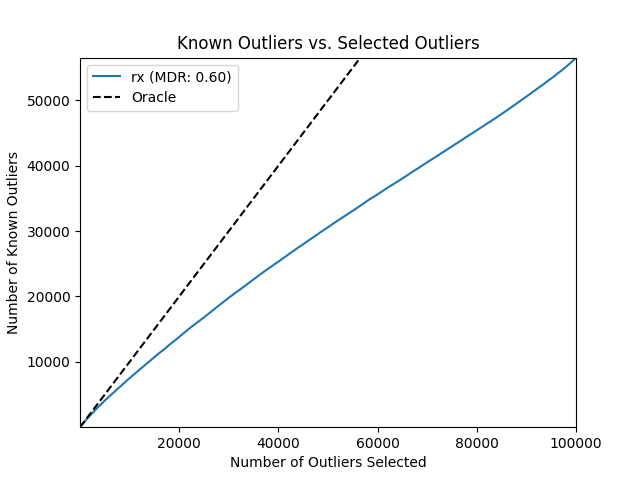 Known Outliers vs. Selected Outliers
rx (MDR: 0.60)
Oracle
50000
40000
30000
20000
10000
Number of Known Outliers
20000 40000 60000 80000 100000
Number of Outliers Selected